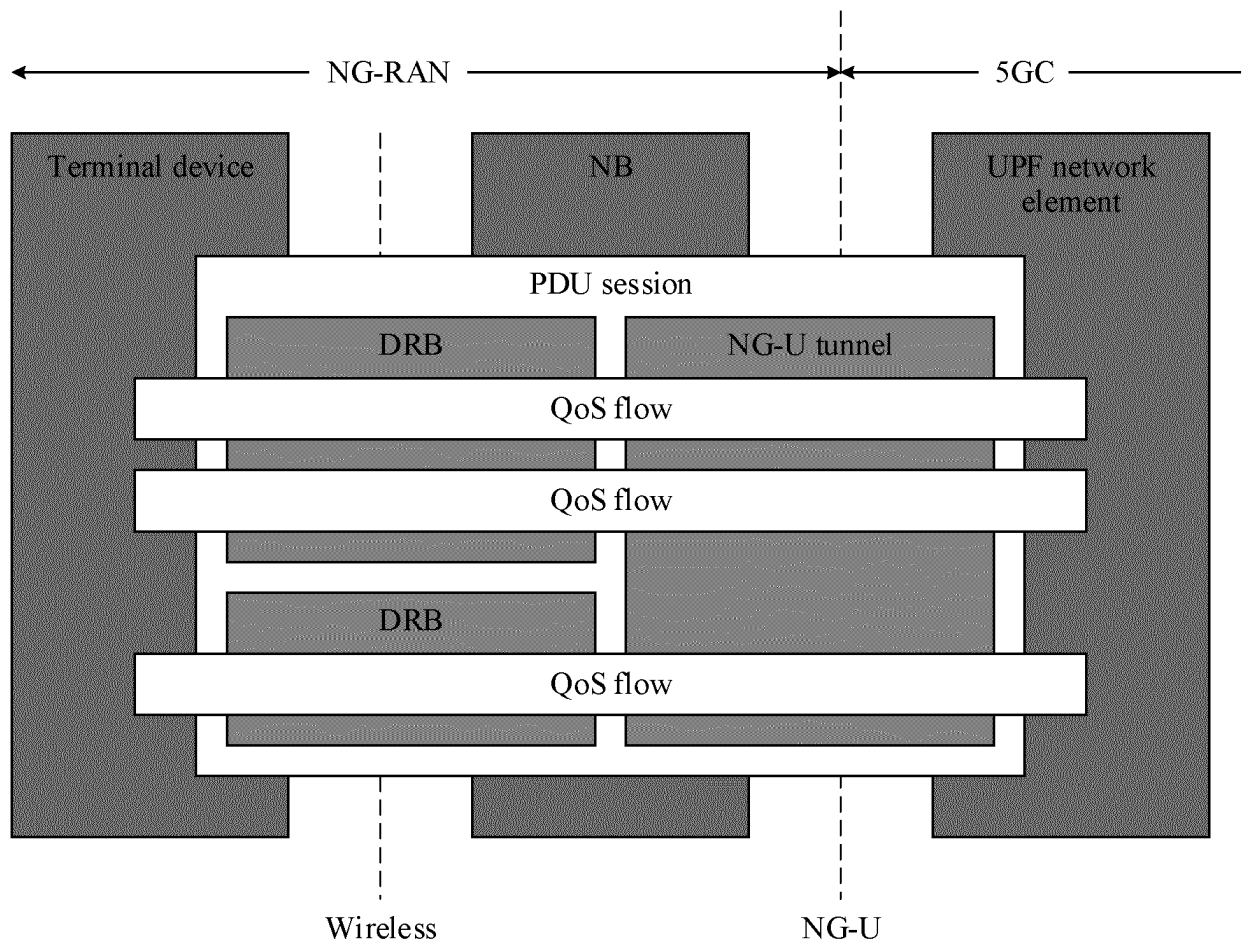 NG-RAN
5GC
Terminal device
NB
UPF network
element
PDU session
DRB
NG-U tunnel
QoS flow
QoS flow
DRB
QoS flow
Wireless
NG-U